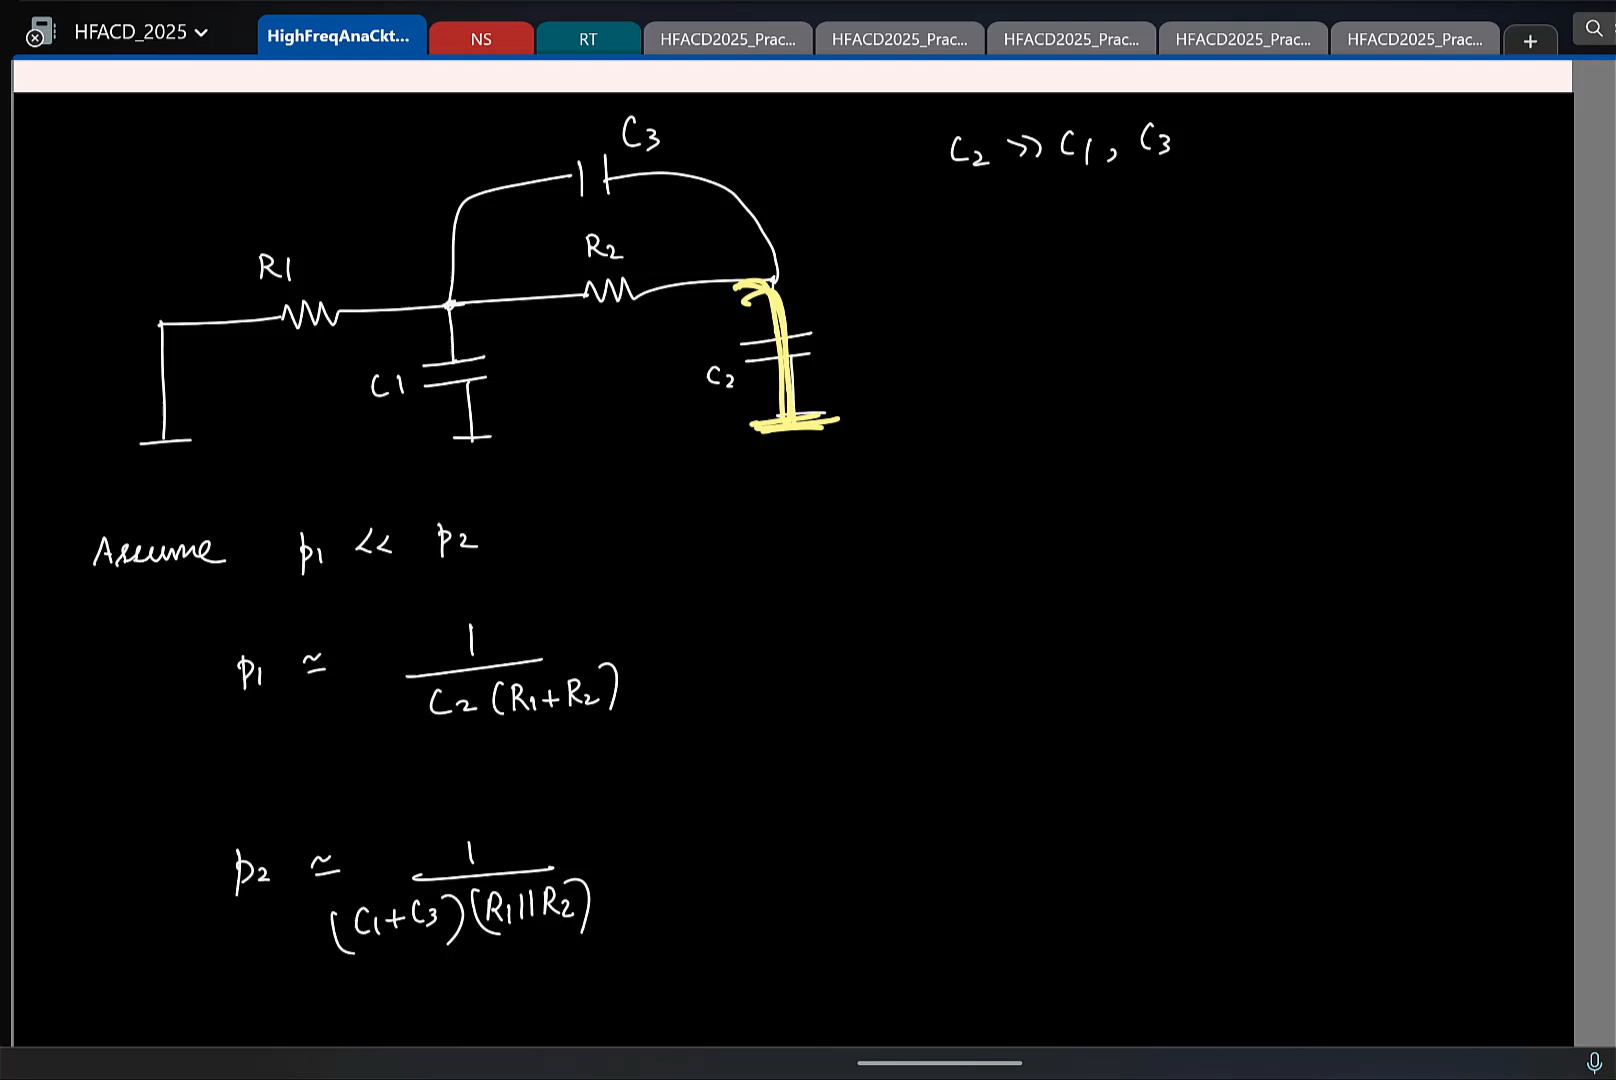 HFACD_2025
HighFreqAnaCkt...
NS
RT
HFACD2025_Prac...
HFACD2025_Prac...
HFACD2025_Prac...
HFACD2025_Prac...
HFACD2025_Prac...
+
C3
C2 >> C1, C3
R2
R1
C1
C2
Assume p1 << p2
p1 ≃ 1 / C2 (R1+R2)
p2 ≃ 1 / (C1+C3)(R1||R2)